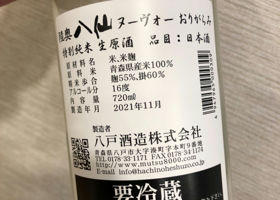 陸奥 八仙 ヌーヴォー おりがらみ
特別純米 生原酒 品目：日本酒
原材料名 米、米麹
原料米 青森県産米100%
精米歩合 麹55%、掛60%
アルコール分 16度
内容量 720ml
製造年月 2021年11月
製造者
八戸酒造株式会社
青森県八戸市大字湊町字本町9番地
TEL 0178-33-1171 FAX 0178-34-1174
http://www.mutsu8000.com
E-mail info@hachinoheshuzo.co.jp
要冷蔵